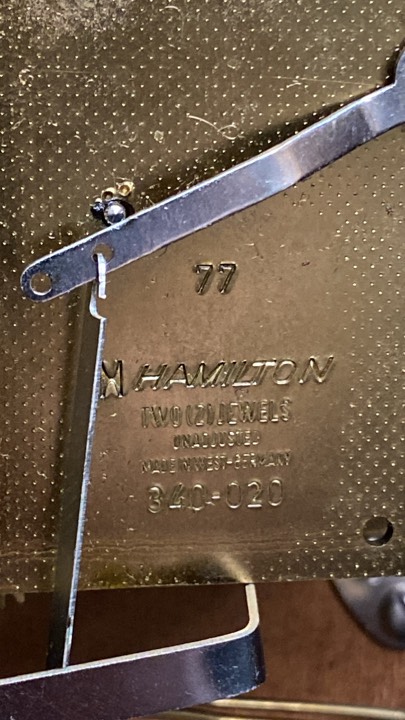 77
HAMILTON
TWO (2) JEWELS
UNADJUSTED
MADE IN WEST-GERMANY
340-020